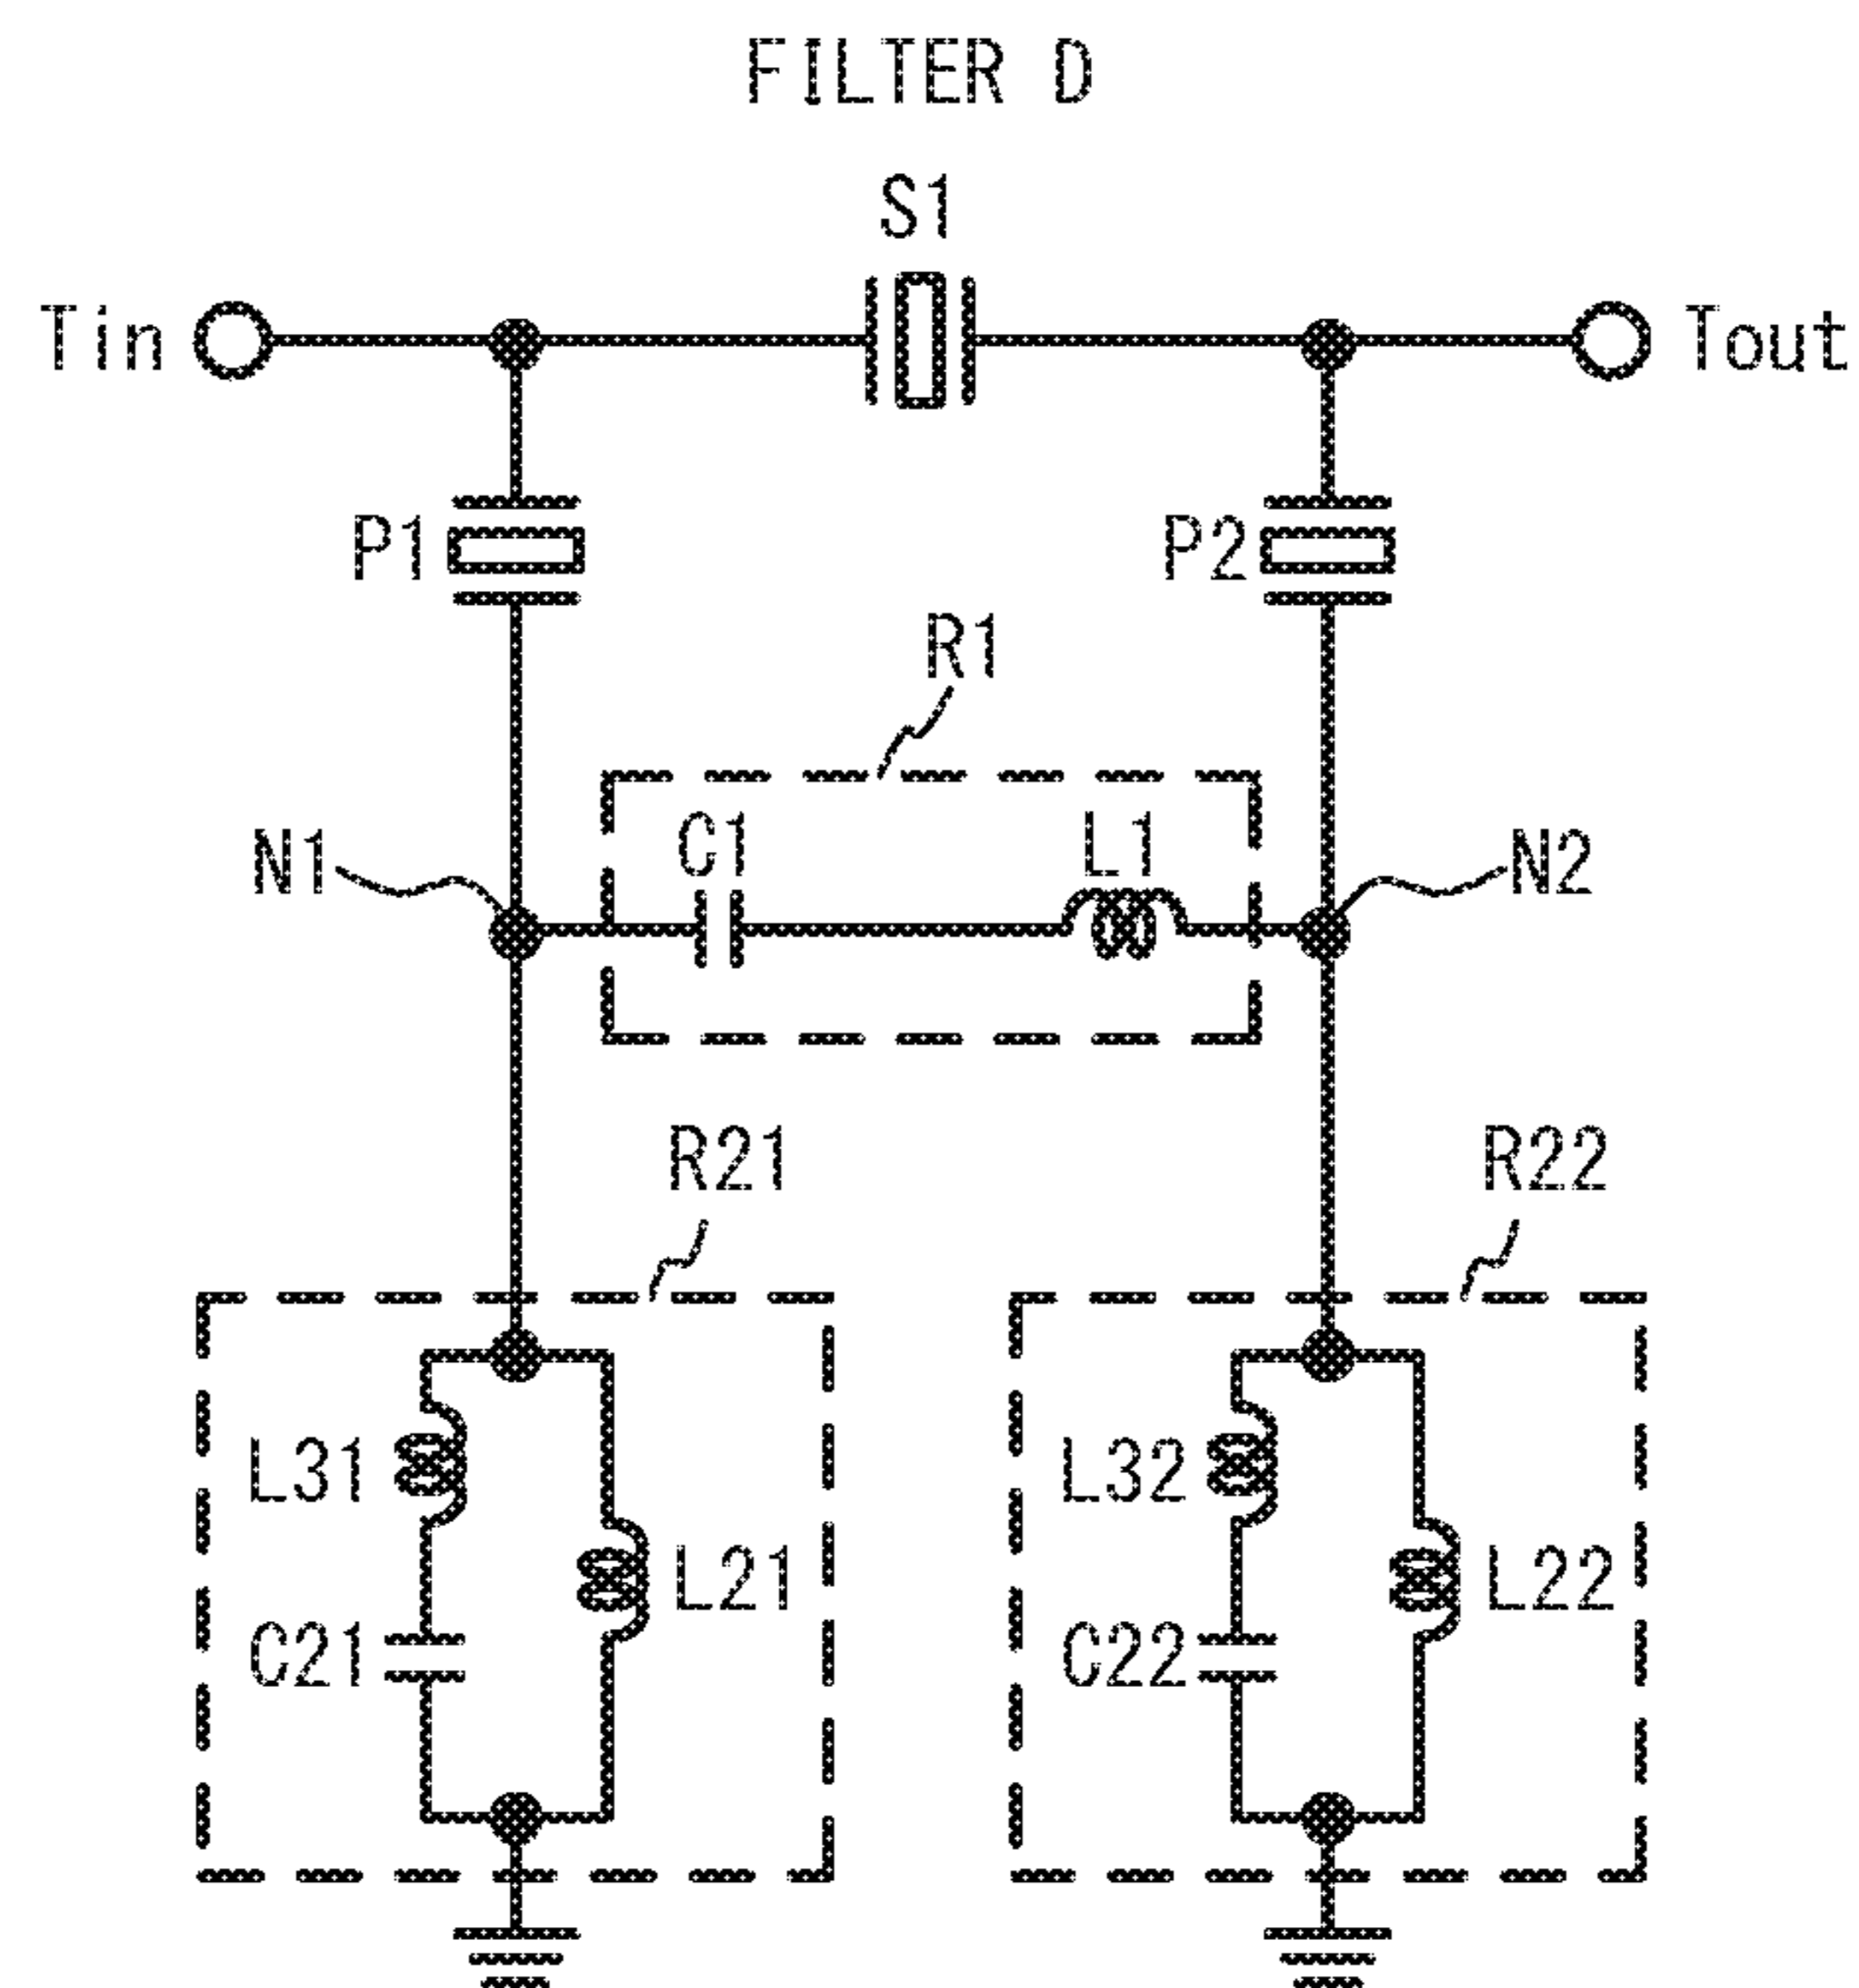 FILTER D
S1
Tin
Tout
P1
P2
R1
C1
L1
N1
N2
R21
R22
L31
L32
L21
L22
C21
C22